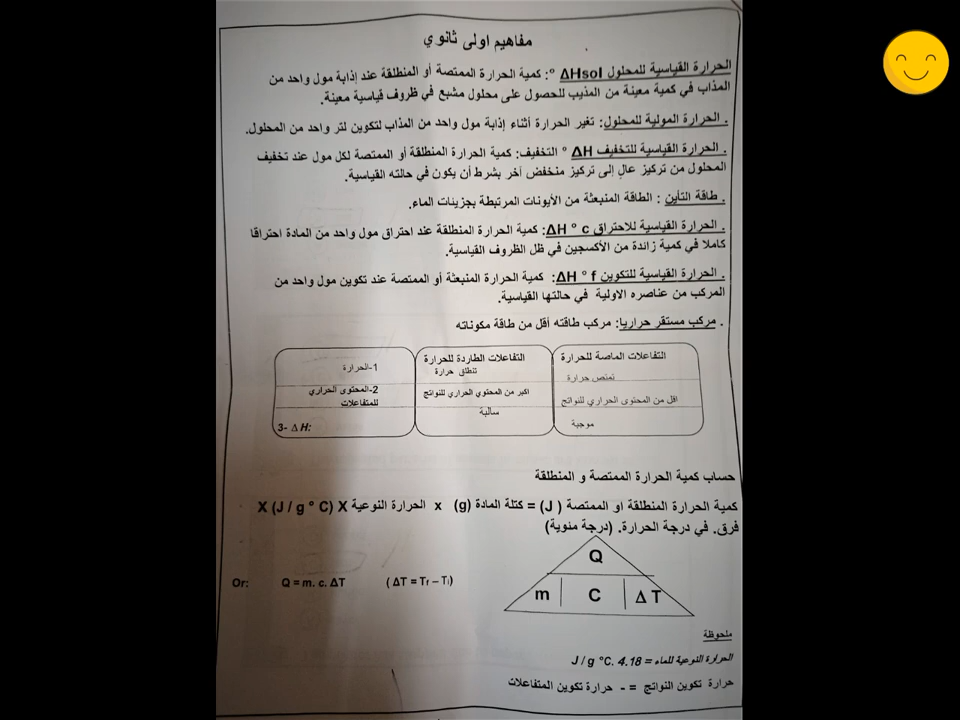 مفاهيم اولى ثانوي
الحرارة القياسية للمحلول ΔHsol °: كمية الحرارة الممتصة أو المنطلقة عند إذابة مول واحد من
المذاب في كمية معينة من المذيب للحصول على محلول مشبع في ظروف قياسية معينة.
. الحرارة المولية للمحلول: تغير الحرارة أثناء إذابة مول واحد من المذاب لتكوين لتر واحد من المحلول.
. الحرارة القياسية للتخفيف ΔH ° التخفيف: كمية الحرارة المنطلقة أو الممتصة لكل مول عند تخفيف
المحلول من تركيز عالٍ إلى تركيز منخفض آخر بشرط أن يكون في حالته القياسية.
. طاقة التأين : الطاقة المنبعثة من الأيونات المرتبطة بجزيئات الماء.
. الحرارة القياسية للاحتراق ΔH ° c: كمية الحرارة المنطلقة عند احتراق مول واحد من المادة احتراقا
كاملا في كمية زائدة من الأكسجين في ظل الظروف القياسية.
. الحرارة القياسية للتكوين ΔH ° f: كمية الحرارة المنبعثة أو الممتصة عند تكوين مول واحد من
المركب من عناصره الاولية في حالتها القياسية.
. مركب مستقر حراريا: مركب طاقته أقل من طاقة مكوناته
التفاعلات الماصة للحرارة التفاعلات الطاردة للحرارة
1-الحرارة تنطلق حرارة تمتص حرارة
2-المحتوى الحراري للمتفاعلات اكبر من المحتوي الحراري للنواتج اقل من المحتوى الحراري للنواتج
3- Δ H: سالبة موجبة
حساب كمية الحرارة الممتصة و المنطلقة
كمية الحرارة المنطلقة او الممتصة ( J) = كتلة المادة (g) x الحرارة النوعية X (J / g ° C) X
فرق. في درجة الحرارة. (درجة مئوية)
Q
m C Δ T
Or: Q = m. c. ΔT ( ΔT = Tf – Ti)
ملحوظة
الحرارة النوعية للماء = J / g °C. 4.18
حرارة تكوين النواتج = - حرارة تكوين المتفاعلات